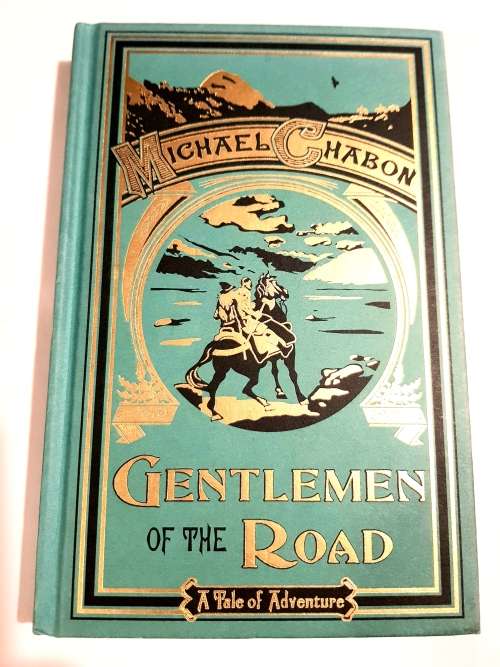 Michael Chabon
Gentlemen
of the Road
A Tale of Adventure